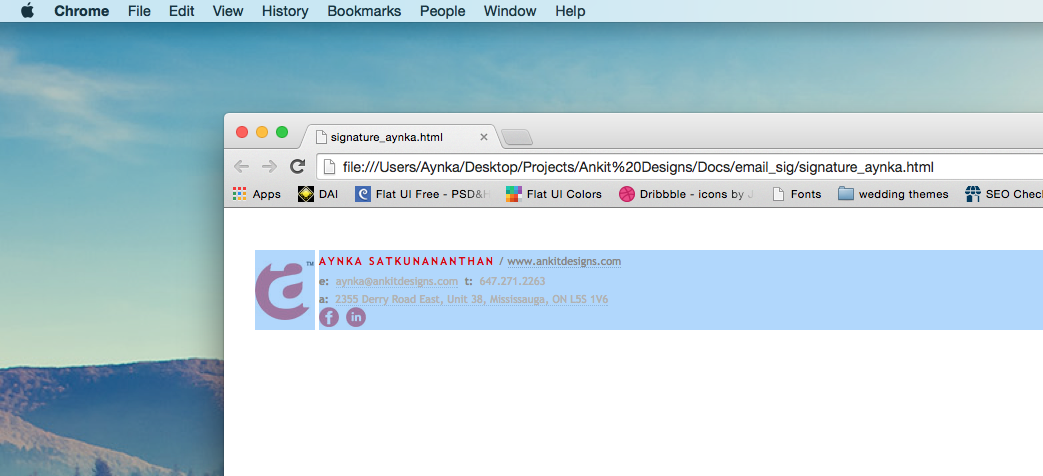 Chrome File Edit View History Bookmarks People Window Help
signature_aynka.html
file:///Users/Aynka/Desktop/Projects/Ankit%20Designs/Docs/email_sig/signature_aynka.html
Apps DAI Flat UI Free - PSD& Flat UI Colors Dribbble - icons by Fonts wedding themes SEO Chec
TM
AYNKA SATKUNANANTHAN / www.ankitdesigns.com
e: aynka@ankitdesigns.com t: 647.271.2263
a: 2355 Derry Road East, Unit 38, Mississauga, ON L5S 1V6
f in